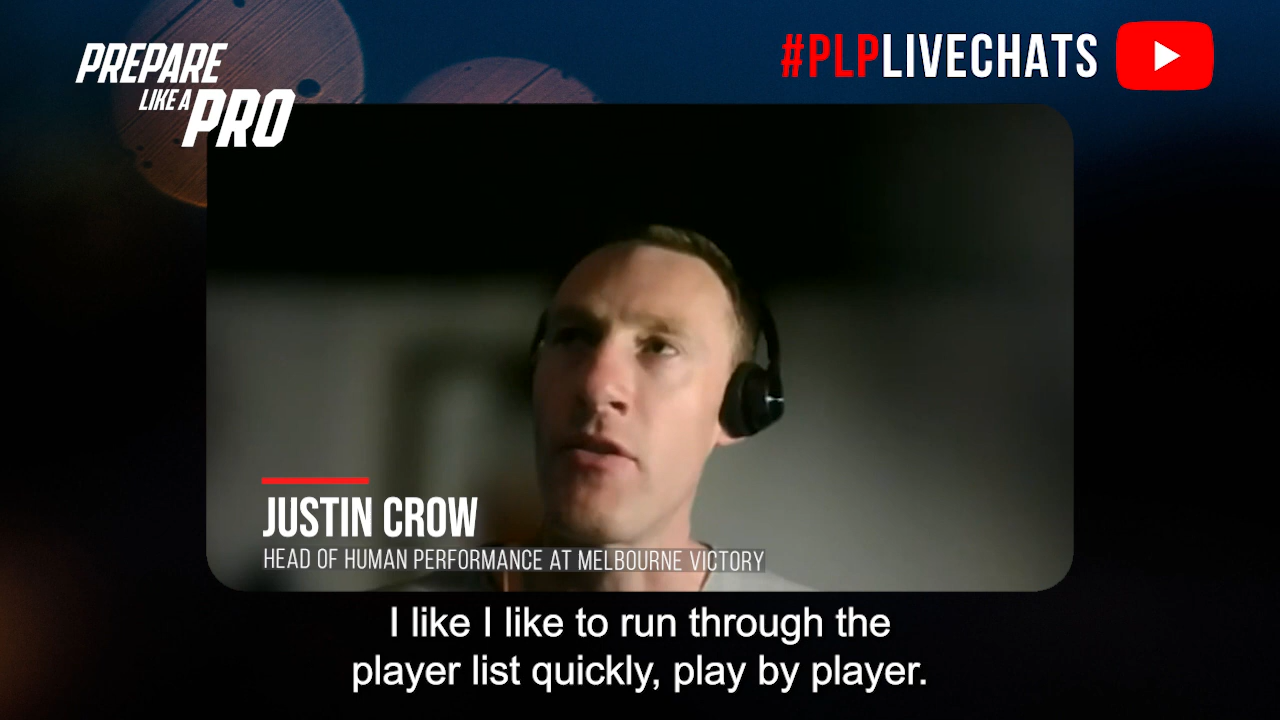 PREPARE
LIKE A
PRO
#PLPLIVECHATS
JUSTIN CROW
HEAD OF HUMAN PERFORMANCE AT MELBOURNE VICTORY
I like I like to run through the
player list quickly, play by player.